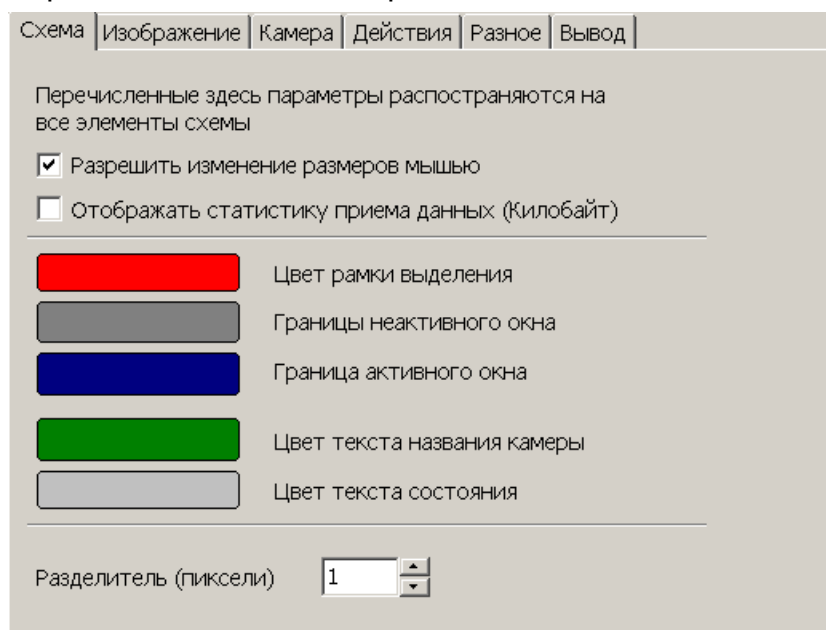 Схема Изображение Камера Действия Разное Вывод
Перечисленные здесь параметры распостраняются на
все элементы схемы
Разрешить изменение размеров мышью
Отображать статистику приема данных (Килобайт)
Цвет рамки выделения
Границы неактивного окна
Граница активного окна
Цвет текста названия камеры
Цвет текста состояния
Разделитель (пиксели) 1